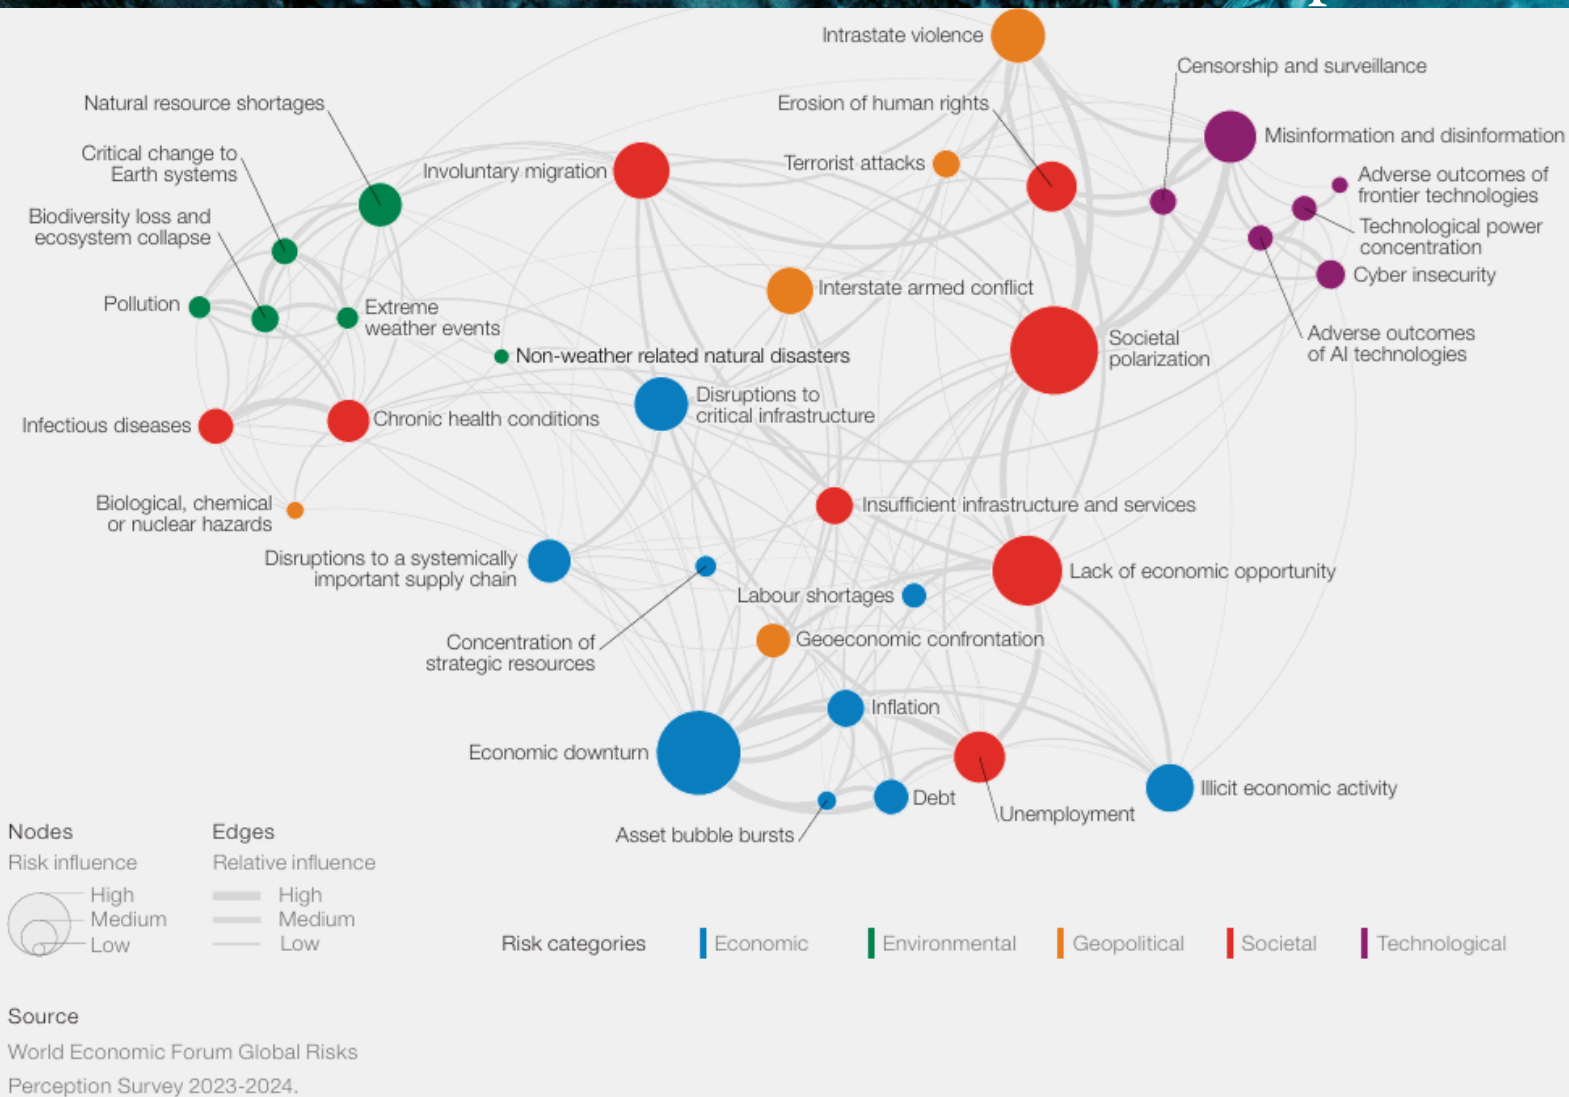 Intrastate violence
Censorship and surveillance
Natural resource shortages
Erosion of human rights
Misinformation and disinformation
Critical change to
Earth systems
Involuntary migration
Terrorist attacks
Adverse outcomes of
frontier technologies
Biodiversity loss and
ecosystem collapse
Technological power
concentration
Cyber insecurity
Interstate armed conflict
Pollution
Extreme
weather events
Societal
polarization
Adverse outcomes
of AI technologies
Non-weather related natural disasters
Disruptions to
critical infrastructure
Infectious diseases
Chronic health conditions
Biological, chemical
or nuclear hazards
Insufficient infrastructure and services
Disruptions to a systemically
important supply chain
Lack of economic opportunity
Labour shortages
Concentration of
strategic resources
Geoeconomic confrontation
Inflation
Economic downturn
Illicit economic activity
Debt
Unemployment
Asset bubble bursts
Nodes
Risk influence
High
Medium
Low
Edges
Relative influence
High
Medium
Low
Risk categories
Economic
Environmental
Geopolitical
Societal
Technological
Source
World Economic Forum Global Risks
Perception Survey 2023-2024.